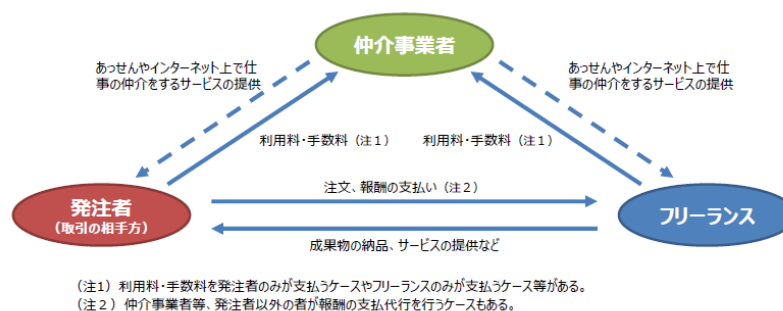 仲介事業者
あっせんやインターネット上で仕
事の仲介をするサービスの提供
あっせんやインターネット上で仕
事の仲介をするサービスの提供
利用料・手数料（注１）
利用料・手数料（注１）
発注者
（取引の相手方）
注文、報酬の支払い（注２）
フリーランス
成果物の納品、サービスの提供など
（注1）利用料・手数料を発注者のみが支払うケースやフリーランスのみが支払うケース等がある。
（注２）仲介事業者等、発注者以外の者が報酬の支払代行を行うケースもある。